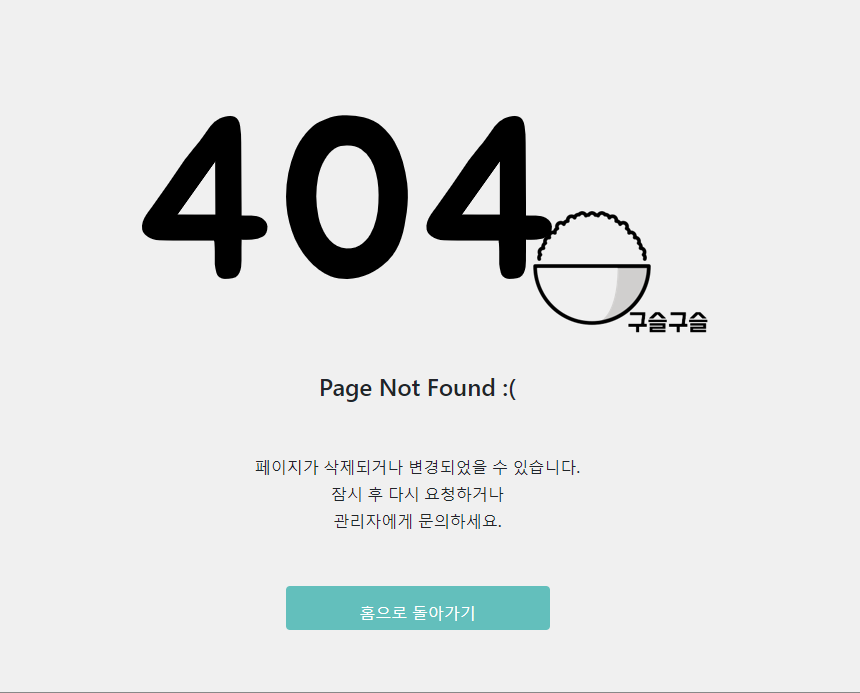 404
구슬구슬
Page Not Found :(
페이지가 삭제되거나 변경되었을 수 있습니다.
잠시 후 다시 요청하거나
관리자에게 문의하세요.
홈으로 돌아가기